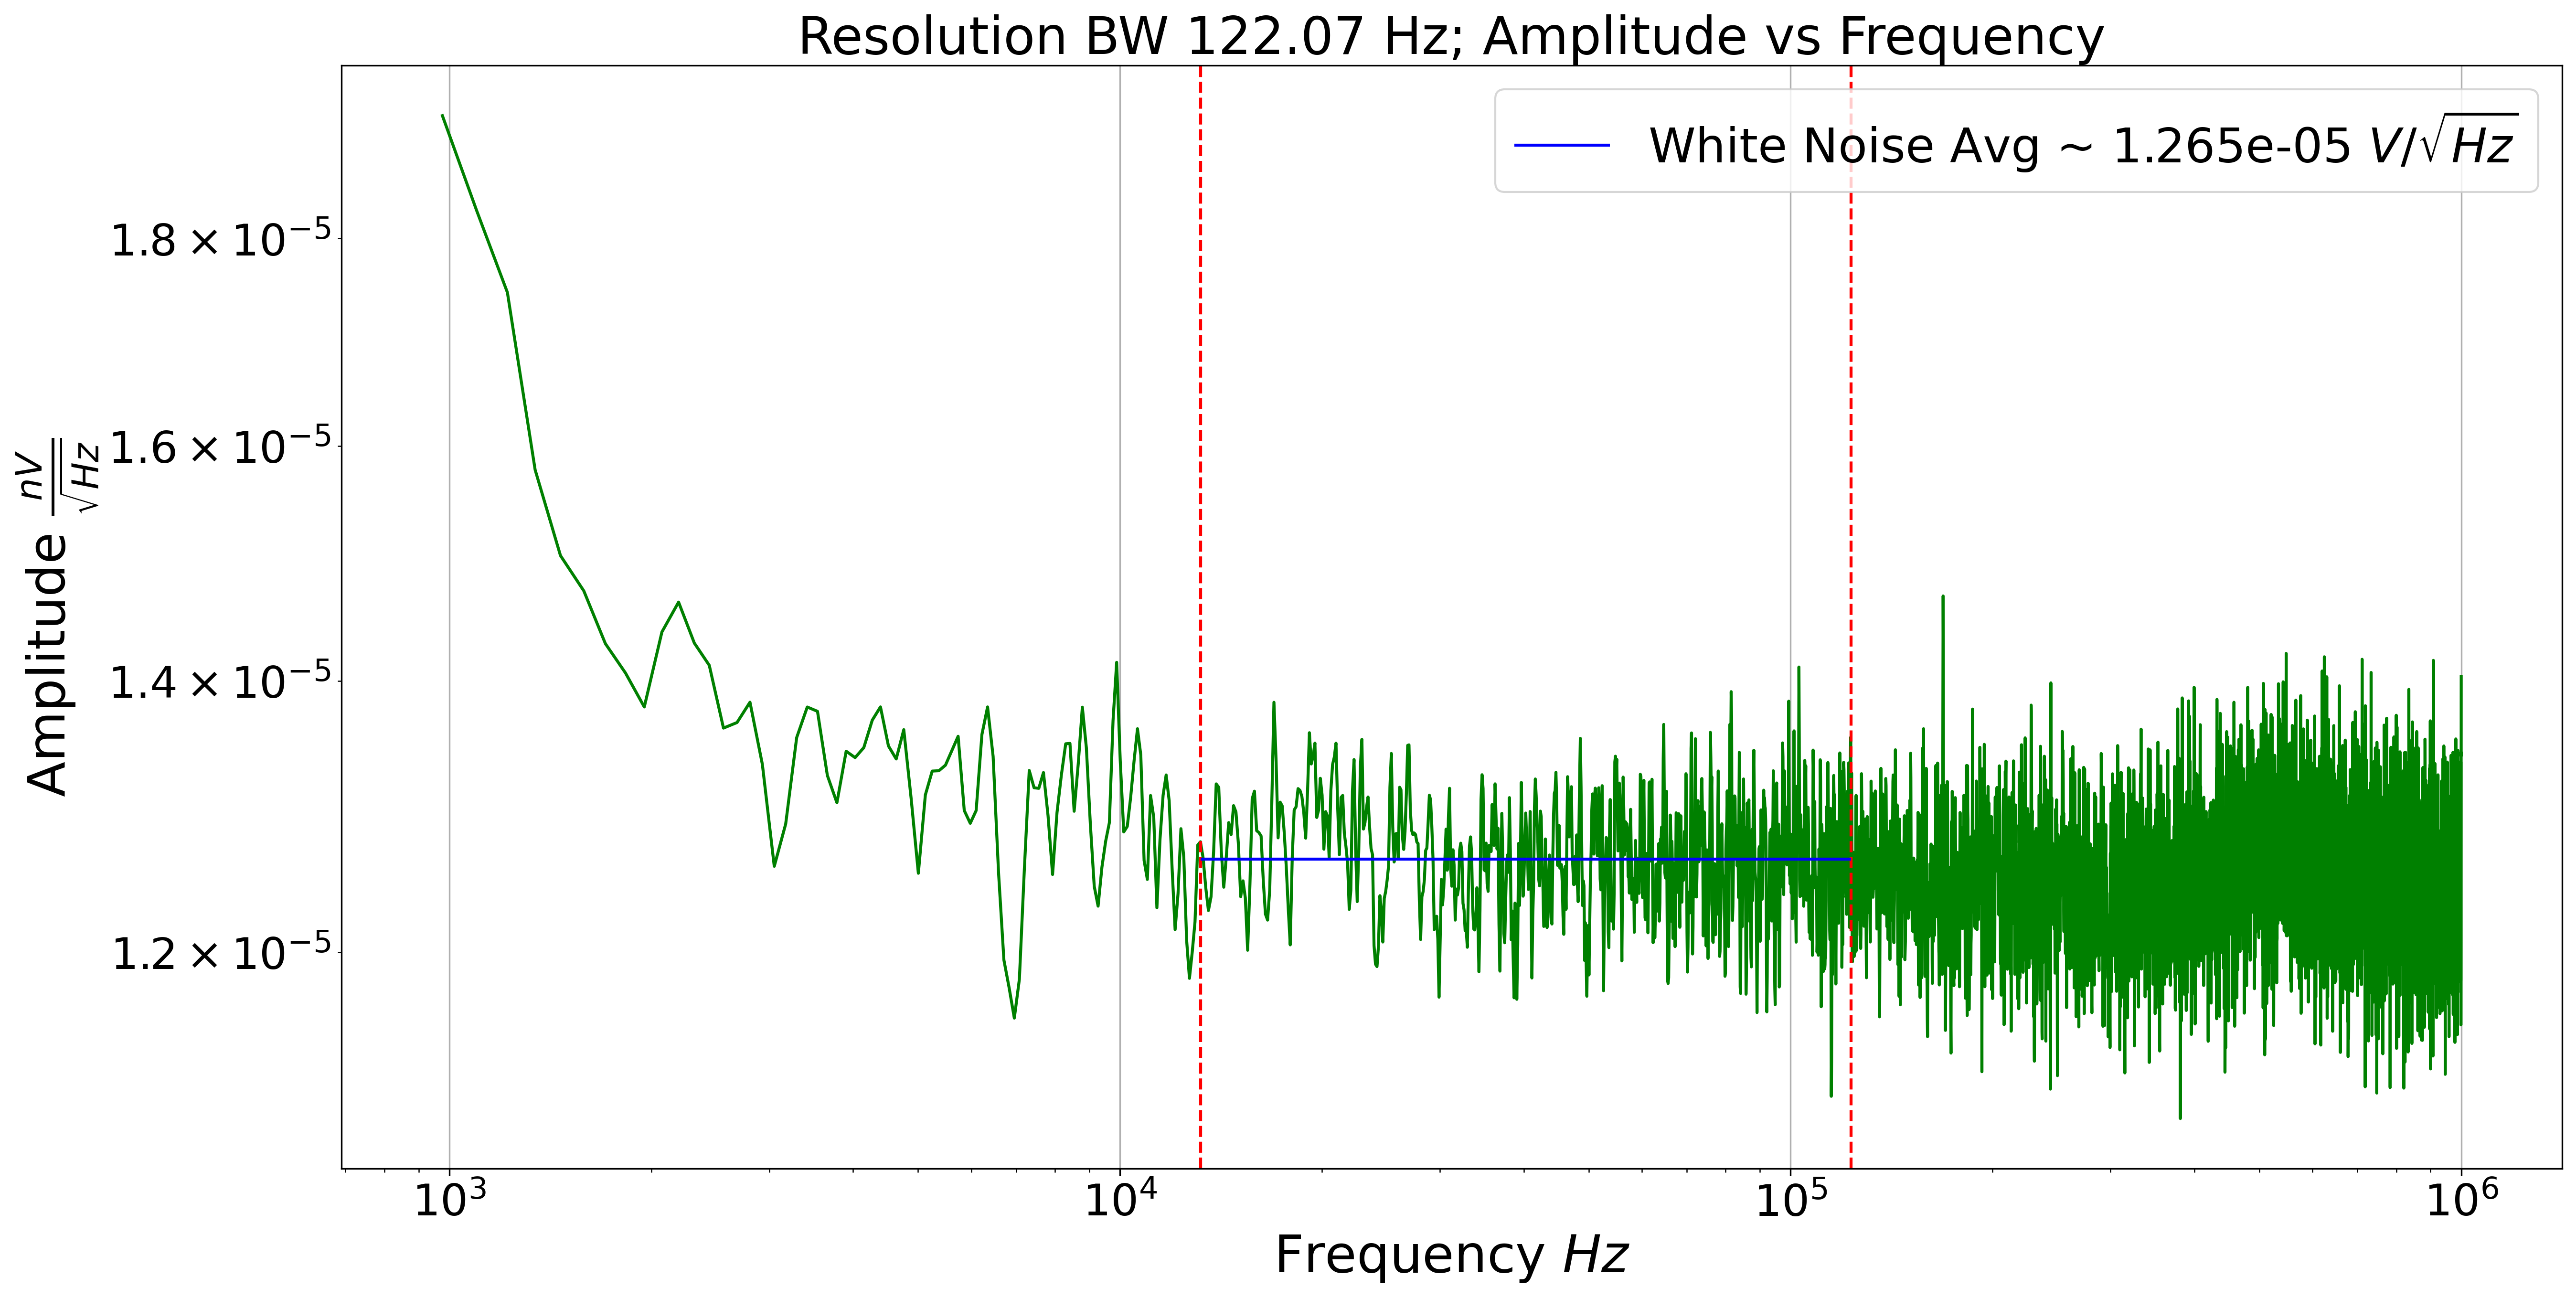 Resolution BW 122.07 Hz; Amplitude vs Frequency
White Noise Avg ~ 1.265e-05 V/√Hz
Amplitude nV/√Hz
1.8 × 10⁻⁵
1.6 × 10⁻⁵
1.4 × 10⁻⁵
1.2 × 10⁻⁵
10³ 10⁴ 10⁵ 10⁶
Frequency Hz